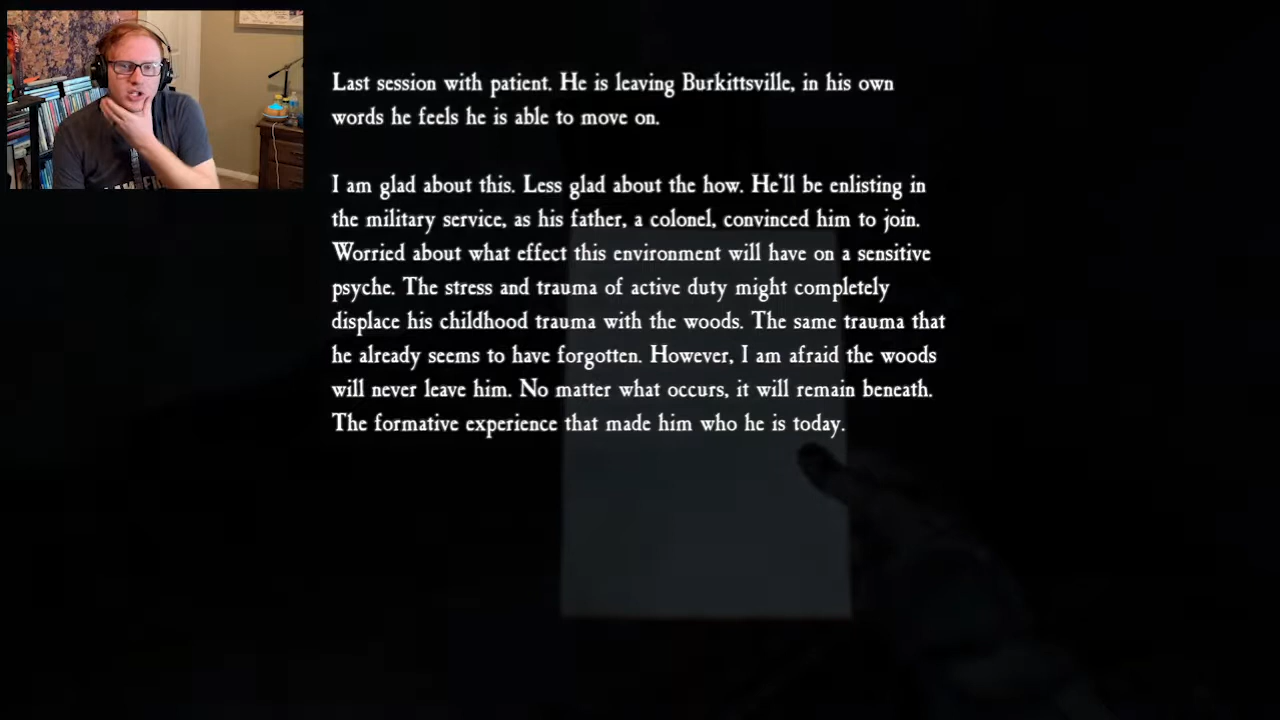 Last session with patient. He is leaving Burkittsville, in his own
words he feels he is able to move on.
I am glad about this. Less glad about the how. He'll be enlisting in
the military service, as his father, a colonel, convinced him to join.
Worried about what effect this environment will have on a sensitive
psyche. The stress and trauma of active duty might completely
displace his childhood trauma with the woods. The same trauma that
he already seems to have forgotten. However, I am afraid the woods
will never leave him. No matter what occurs, it will remain beneath.
The formative experience that made him who he is today.